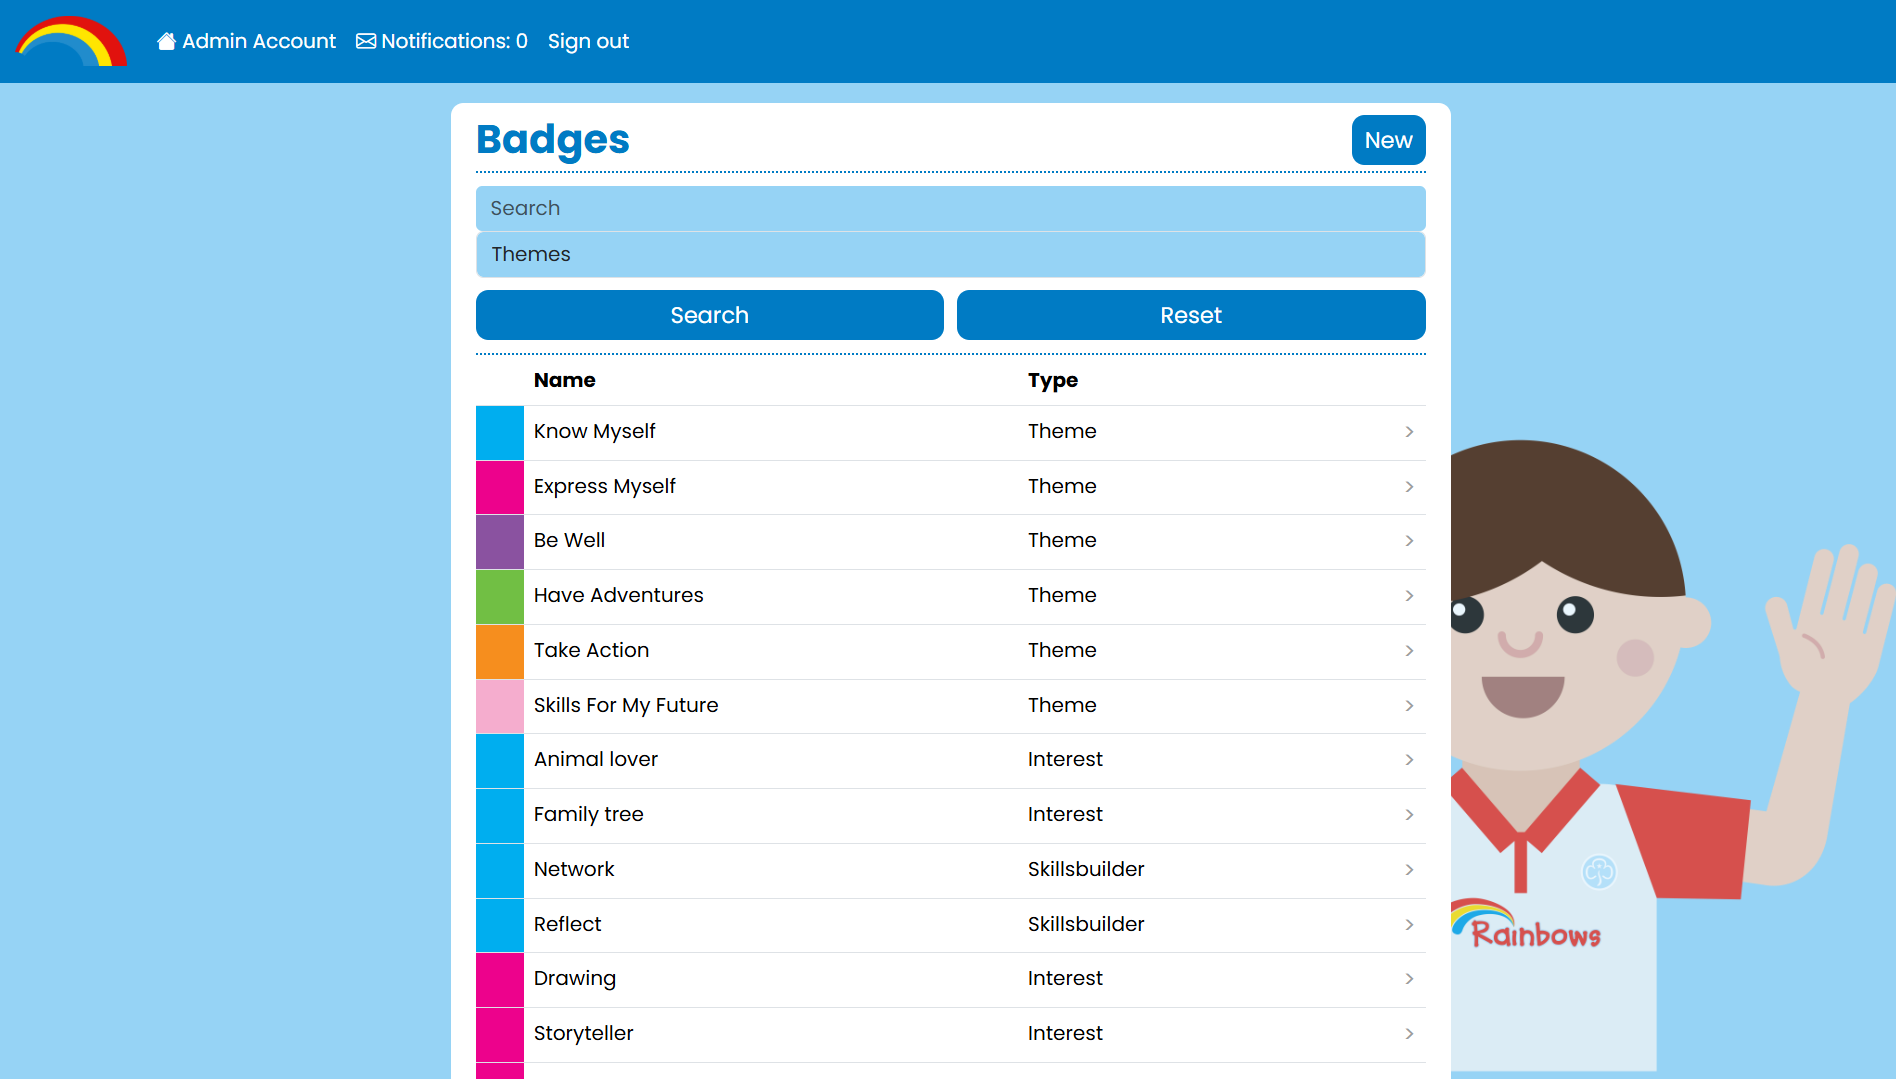 Admin Account Notifications: 0 Sign out
Badges New
Search
Themes
Search Reset
Name Type
Know Myself Theme
Express Myself Theme
Be Well Theme
Have Adventures Theme
Take Action Theme
Skills For My Future Theme
Animal lover Interest
Family tree Interest
Network Skillsbuilder
Reflect Skillsbuilder
Rainbows
Drawing Interest
Storyteller Interest